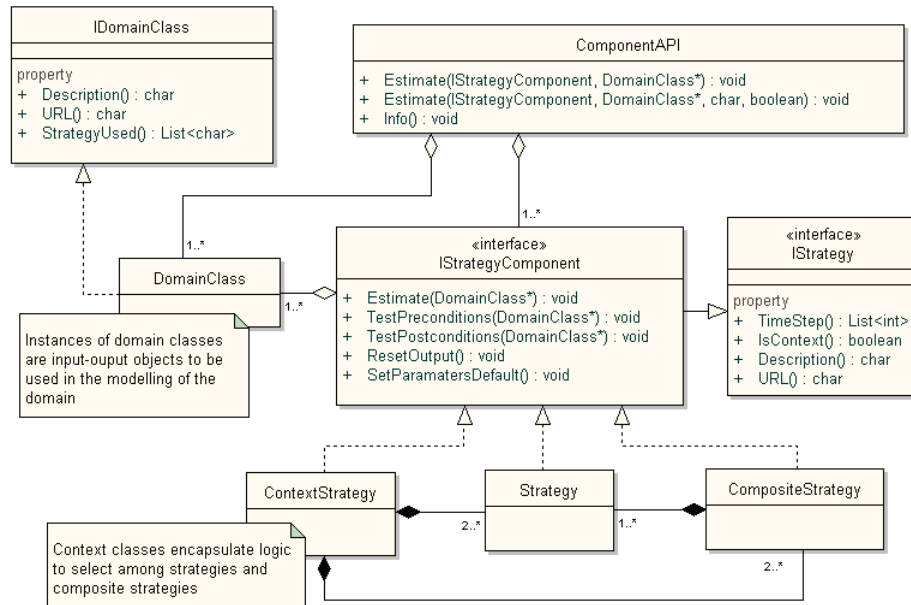 IDomainClass
property
+ Description() : char
+ URL() : char
+ StrategyUsed() : List<char>
ComponentAPI
+ Estimate(IStrategyComponent, DomainClass*) : void
+ Estimate(IStrategyComponent, DomainClass*, char, boolean) : void
+ Info() : void
1..*
1..*
DomainClass
1..*
Instances of domain classes
are input-ouput objects to be
used in the modelling of the
domain
«interface»
IStrategyComponent
+ Estimate(DomainClass*) : void
+ TestPreconditions(DomainClass*) : void
+ TestPostconditions(DomainClass*) : void
+ ResetOutput() : void
+ SetParamatersDefault() : void
«interface»
IStrategy
property
+ TimeStep() : List<int>
+ IsContext() : boolean
+ Description() : char
+ URL() : char
ContextStrategy
2..*
Strategy
1..*
CompositeStrategy
2..*
Context classes encapsulate logic
to select among strategies and
composite strategies